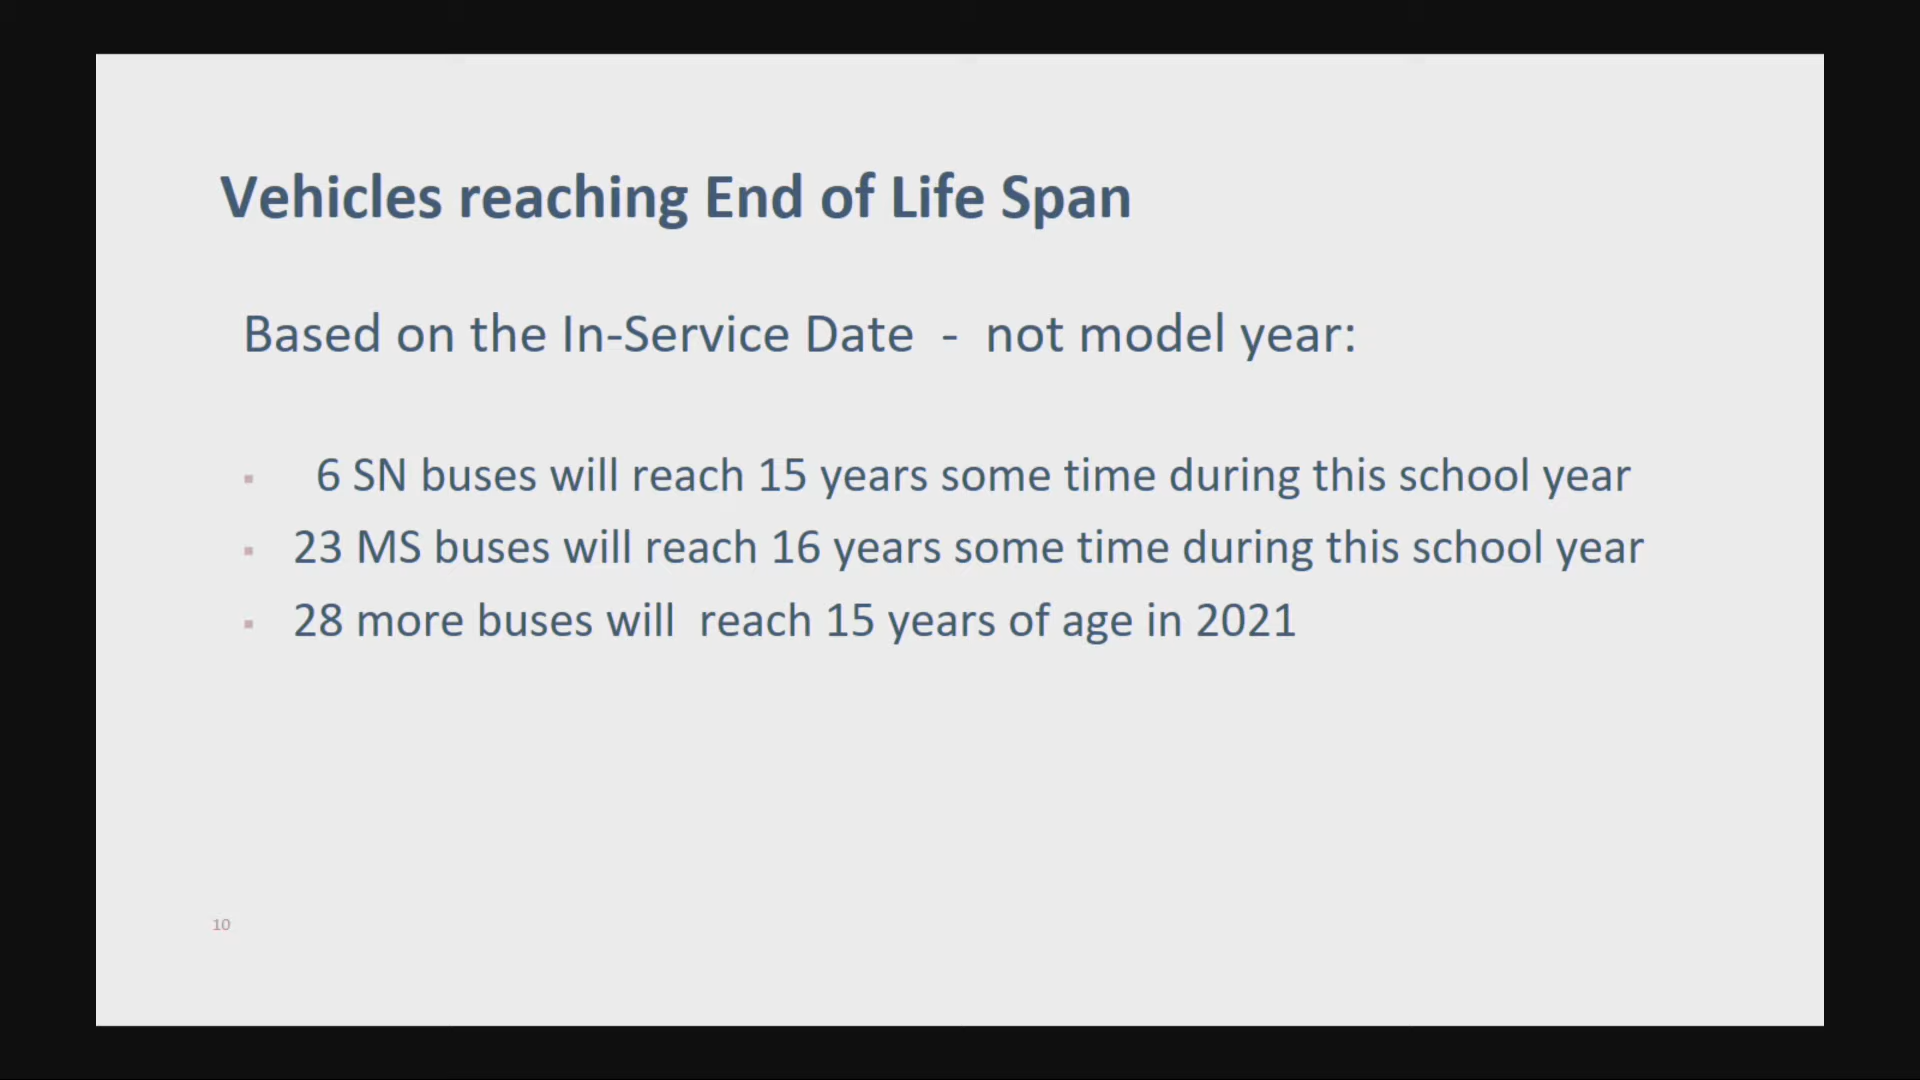 Vehicles reaching End of Life Span
Based on the In-Service Date - not model year:
▪ 6 SN buses will reach 15 years some time during this school year
▪ 23 MS buses will reach 16 years some time during this school year
▪ 28 more buses will reach 15 years of age in 2021
10